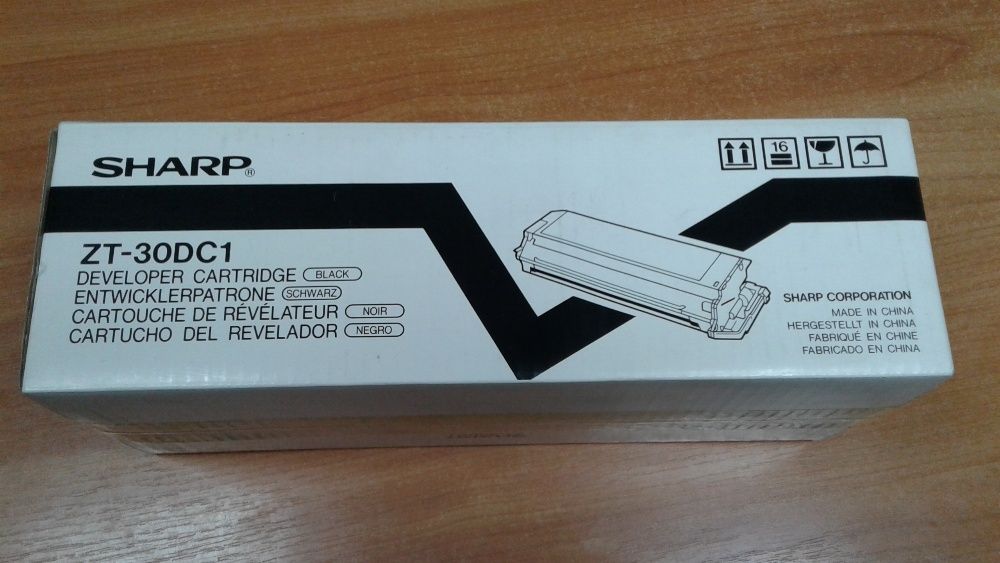 SHARP®
16
ZT-30DC1
DEVELOPER CARTRIDGE BLACK
ENTWICKLERPATRONE SCHWARZ
CARTOUCHE DE RÉVÉLATEUR NOIR
CARTUCHO DEL REVELADOR NEGRO
SHARP CORPORATION
MADE IN CHINA
HERGESTELLT IN CHINA
FABRIQUÉ EN CHINE
FABRICADO EN CHINA